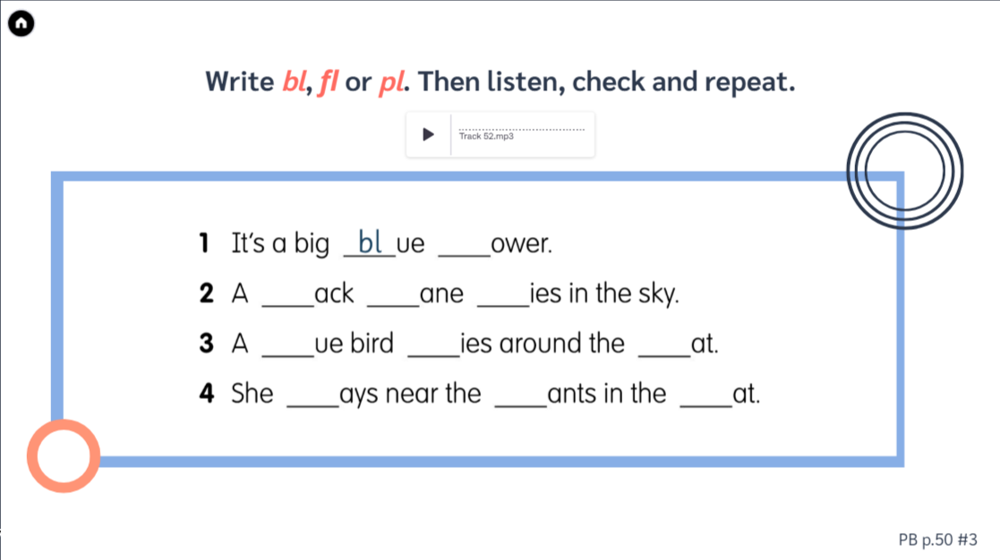 Write bl, fl or pl. Then listen, check and repeat.
Track 52.mp3
1 It's a big __bl__ue ____ower.
2 A ____ack ____ane ____ies in the sky.
3 A ____ue bird ____ies around the ____at.
4 She ____ays near the ____ants in the ____at.
PB p.50 #3